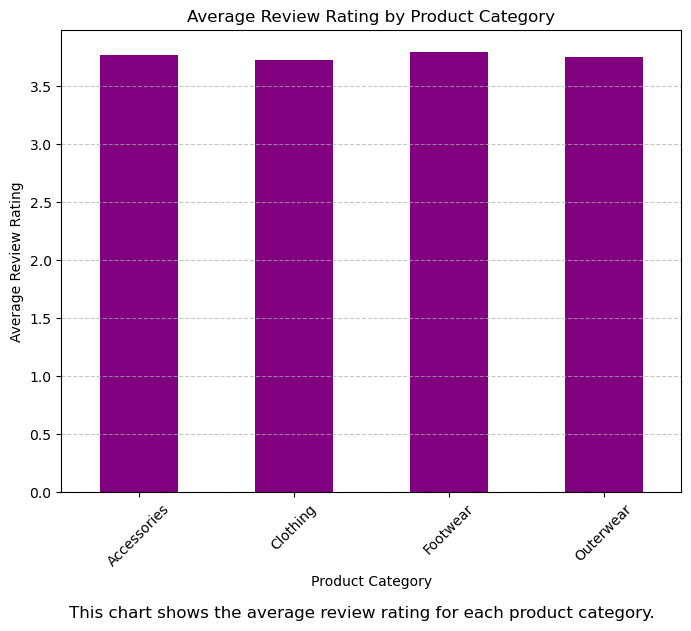 Average Review Rating by Product Category
Average Review Rating
3.5
3.0
2.5
2.0
1.5
1.0
0.5
0.0
Accessories
Clothing
Footwear
Outerwear
Product Category
This chart shows the average review rating for each product category.